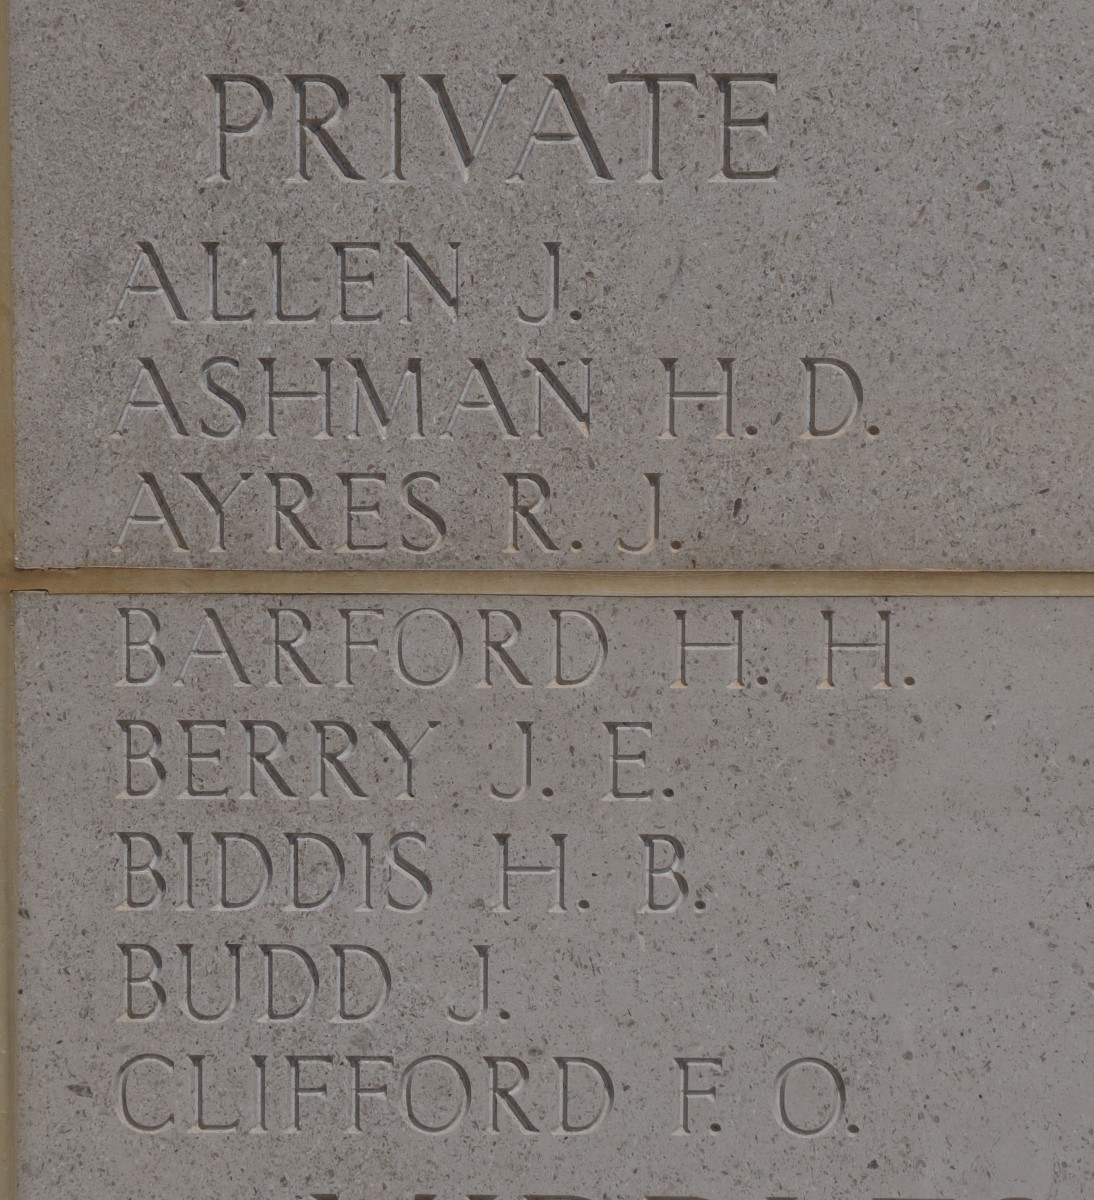 PRIVATE
ALLEN J.
ASHMAN H. D.
AYRES R. J.
BARFORD H. H.
BERRY J. E.
BIDDIS H. B.
BUDD J.
CLIFFORD F. O.